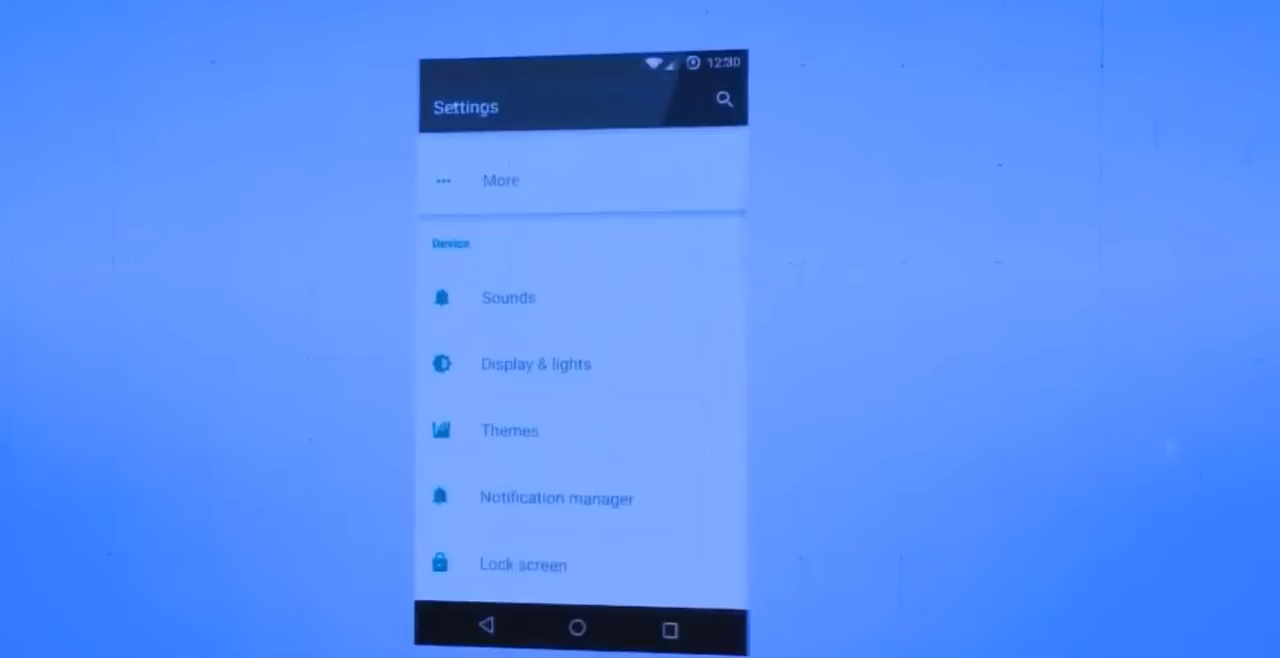 12:30
Settings
More
Device
Sounds
Display & lights
Themes
Notification manager
Lock screen